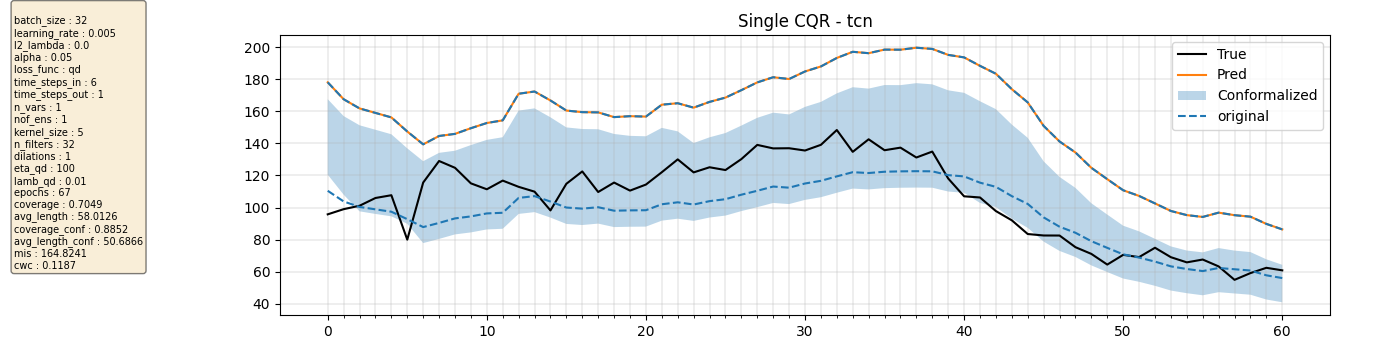 batch_size : 32
learning_rate : 0.005
l2_lambda : 0.0
alpha : 0.05
loss_func : qd
time_steps_in : 6
time_steps_out : 1
n_vars : 1
nof_ens : 1
kernel_size : 5
n_filters : 32
dilations : 1
eta_qd : 100
lamb_qd : 0.01
epochs : 67
coverage : 0.7049
avg_length : 58.0126
coverage_conf : 0.8852
avg_length_conf : 50.6866
mis : 164.8241
cwc : 0.1187
Single CQR - tcn
200
180
160
140
120
100
80
60
40
True
Pred
Conformalized
original
0 10 20 30 40 50 60